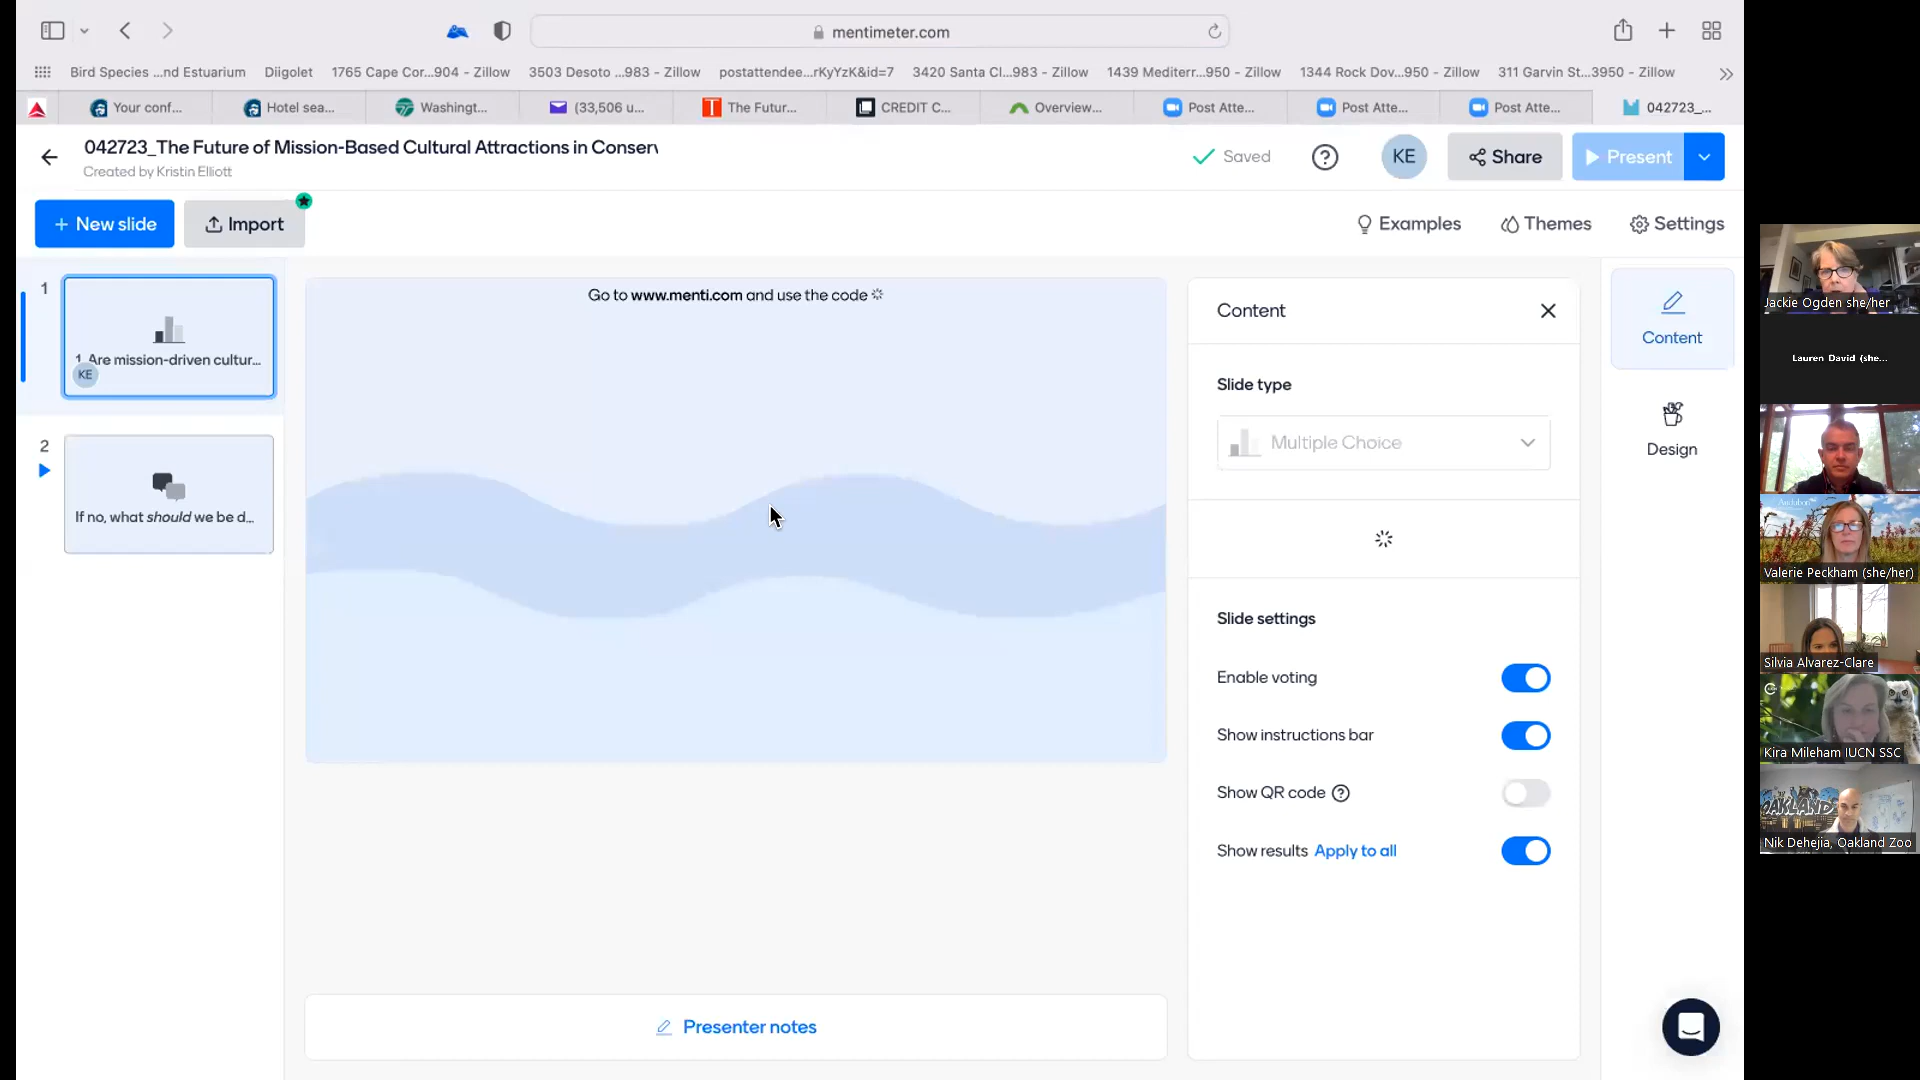 mentimeter.com
Bird Species ...nd Estuarium
Diigolet
1765 Cape Cor...904 - Zillow
3503 Desoto ...983 - Zillow
postattendee...rKyYzK&id=7
3420 Santa Cl...983 - Zillow
1439 Mediterr...950 - Zillow
1344 Rock Dov...950 - Zillow
311 Garvin St...3950 - Zillow
Your conf...
Hotel sea...
Washingt...
(33,506 u...
The Futur...
CREDIT C...
Overview...
Post Atte...
Post Atte...
Post Atte...
042723_...
042723_The Future of Mission-Based Cultural Attractions in Conserv
Created by Kristin Elliott
Saved
KE
Share
Present
+ New slide
Import
Examples
Themes
Settings
1
1. Are mission-driven cultur...
KE
2
If no, what should we be d...
Go to www.menti.com and use the code
Content
Slide type
Multiple Choice
Slide settings
Enable voting
Show instructions bar
Show QR code
Show results Apply to all
Content
Design
Presenter notes
Jackie Ogden she/her
Lauren David (she...
Audubon
Valerie Peckham (she/her)
Silvia Alvarez-Clare
Kira Mileham IUCN SSC
OAKLAND
Nik Dehejia, Oakland Zoo